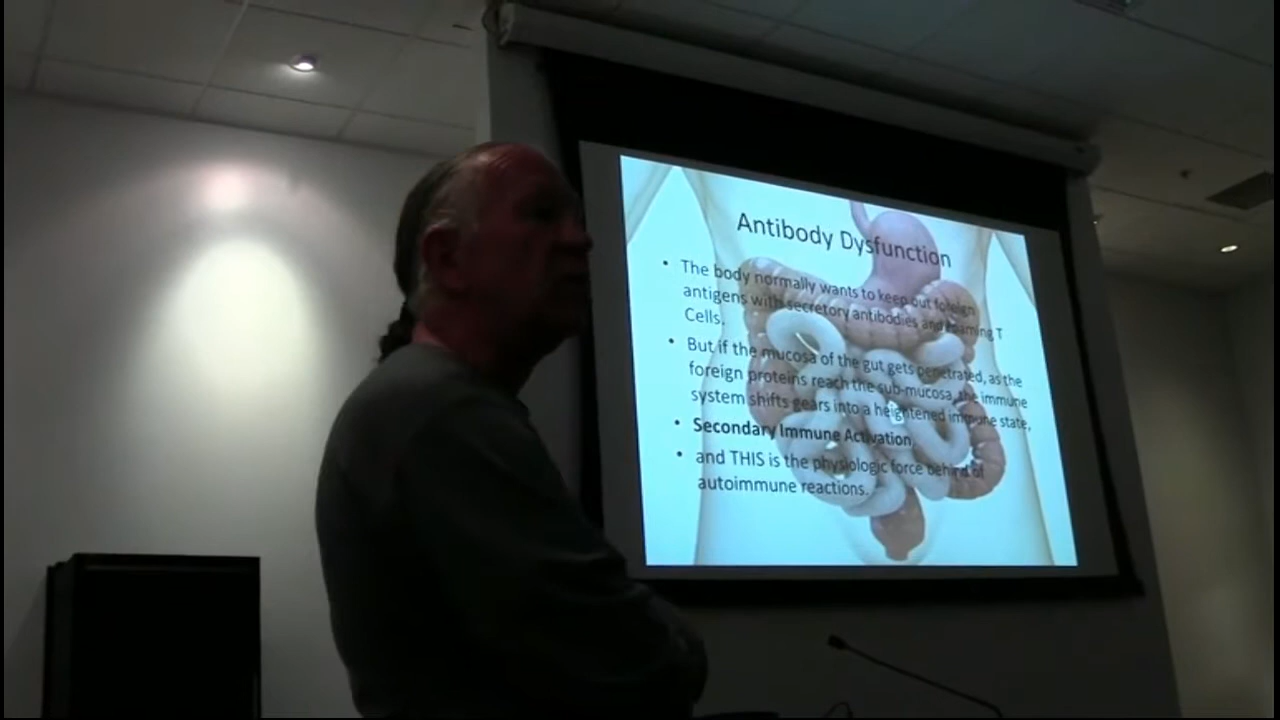 Antibody Dysfunction
• The body normally wants to keep out foreign
antigens with secretory antibodies and roaming T
Cells.
• But if the mucosa of the gut gets penetrated, as the
foreign proteins reach the sub-mucosa, the immune
system shifts gears into a heightened immune state,
• Secondary Immune Activation,
• and THIS is the physiologic force behind of
autoimmune reactions.